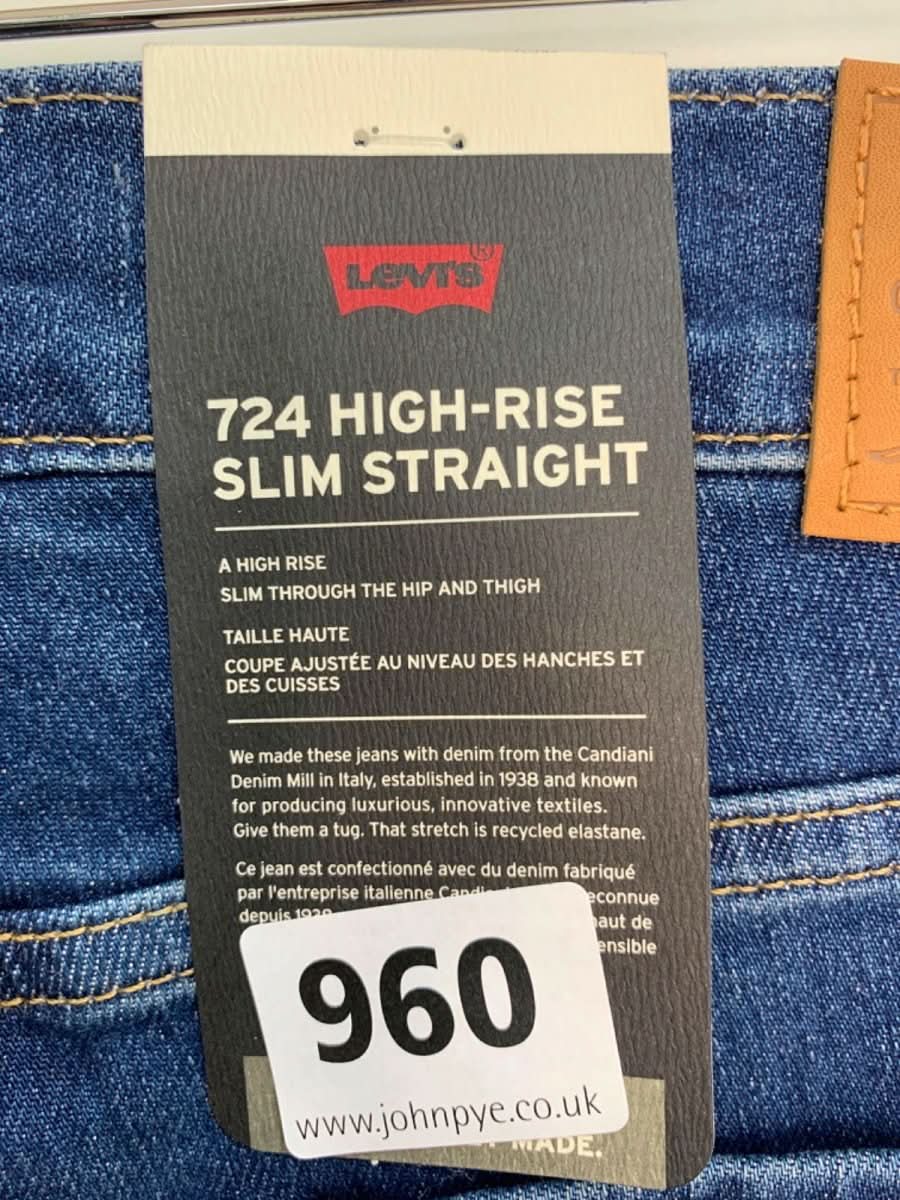 Levi's®
724 HIGH-RISE
SLIM STRAIGHT
A HIGH RISE
SLIM THROUGH THE HIP AND THIGH
TAILLE HAUTE
COUPE AJUSTÉE AU NIVEAU DES HANCHES ET
DES CUISSES
We made these jeans with denim from the Candiani
Denim Mill in Italy, established in 1938 and known
for producing luxurious, innovative textiles.
Give them a tug. That stretch is recycled elastane.
Ce jean est confectionné avec du denim fabriqué
par l'entreprise italienne
depuis
de
960
www.johnpye.co.uk
MADE.